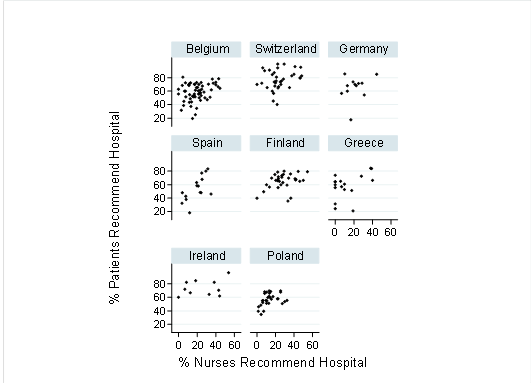 Belgium Switzerland Germany
80
60
40
20
Spain Finland Greece
80
60
40
20
0 20 40 60
Ireland Poland
80
60
40
20
0 20 40 60 0 20 40 60
% Patients Recommend Hospital
% Nurses Recommend Hospital